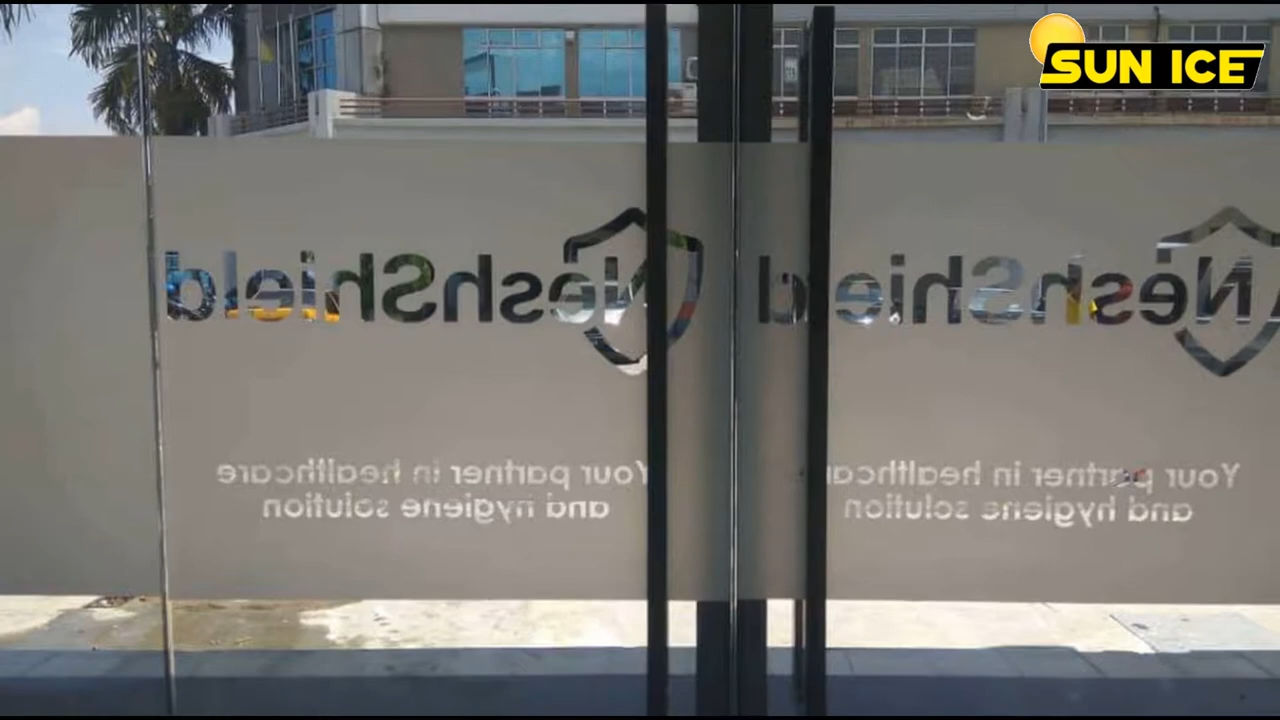 SUN ICE
NeshShield
Your partner in healthcare
and hygiene solution
NeshShield
Your partner in healthcare
and hygiene solution